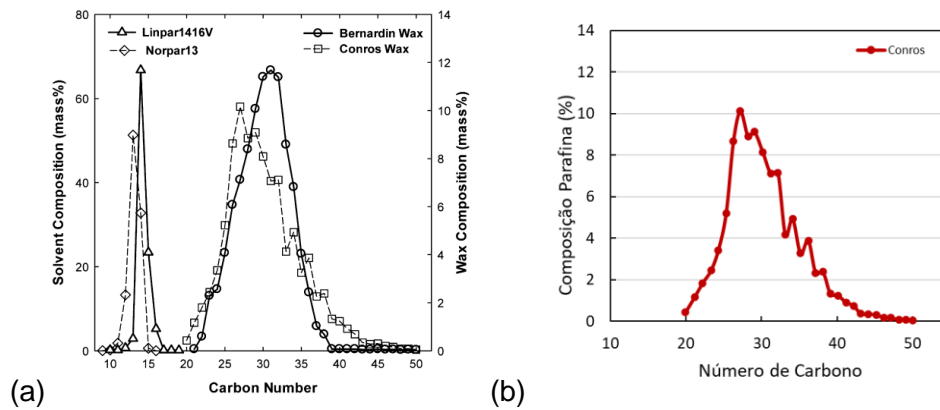 Linpar1416V
Norpar13
Bernardin Wax
Conros Wax
Solvent Composition (mass%)
80
60
40
20
0
Wax Composition (mass%)
14
12
10
8
6
4
2
0
10 15 20 25 30 35 40 45 50
Carbon Number
(a)
Conros
Composição Parafina (%)
14
12
10
8
6
4
2
0
10 20 30 40 50
Número de Carbono
(b)